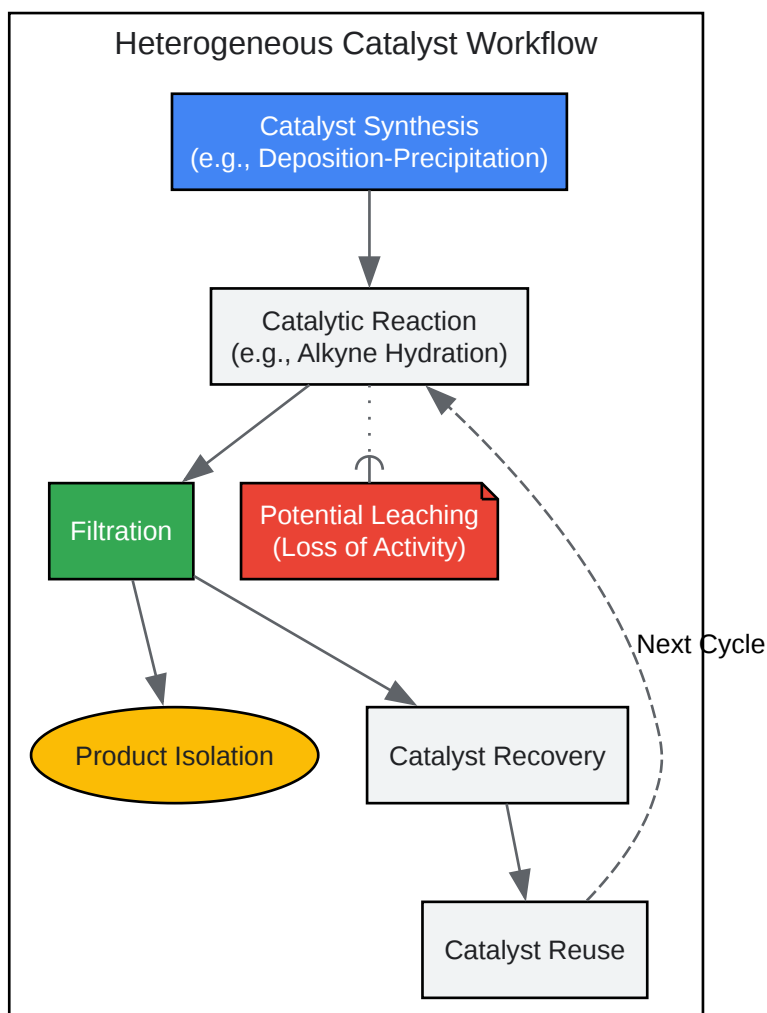 Heterogeneous Catalyst Workflow
Catalyst Synthesis
(e.g., Deposition-Precipitation)
Catalytic Reaction
(e.g., Alkyne Hydration)
Filtration
Potential Leaching
(Loss of Activity)
Next Cycle
Product Isolation
Catalyst Recovery
Catalyst Reuse